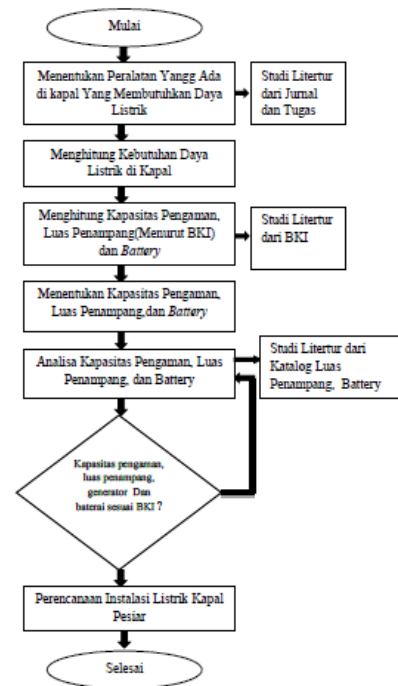 Mulai
Menentukan Peralatan Yangg Ada
di kapal Yang Membutuhkan Daya
Listrik
Studi Litertur
dari Jurnal
dan Tugas
Menghitung Kebutuhan Daya
Listrik di Kapal
Menghitung Kapasitas Pengaman,
Luas Penampang(Menurut BKI)
dan Battery
Studi Litertur
dari BKI
Menentukan Kapasitas Pengaman,
Luas Penampang,dan Battery
Analisa Kapasitas Pengaman, Luas
Penampang, dan Battery
Studi Litertur dari
Katalog Luas
Penampang, Battery
Kapasitas pengaman,
luas penampang,
generator Dan
baterai sesuai BKI ?
Perencanaan Instalasi Listrik Kapal
Pesiar
Selesai